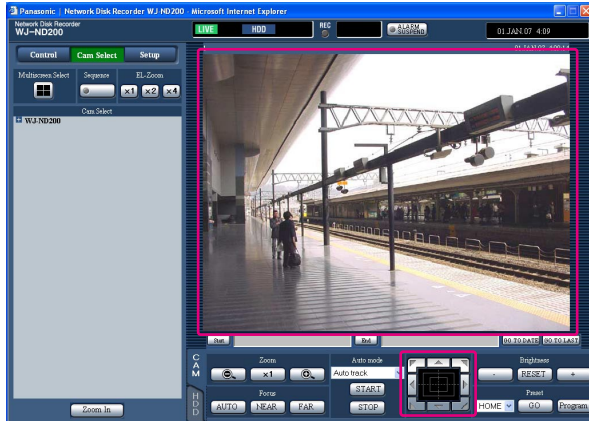 Panasonic | Network Disk Recorder WJ-ND200 - Microsoft Internet Explorer
Network Disk Recorder
WJ-ND200
LIVE HDD REC ALARM SUSPEND 01.JAN.07 4:09
Control Cam Select Setup
Multiscreen Select Sequence EL-Zoom
x1 x2 x4
Cam Select
WJ-ND200
Start End GO TO DATE GO TO LAST
CAM
Zoom Auto mode Brightness
x1 Auto track - RESET +
START
Focus Preset
AUTO NEAR FAR STOP HOME GO Program
HDD
Zoom In